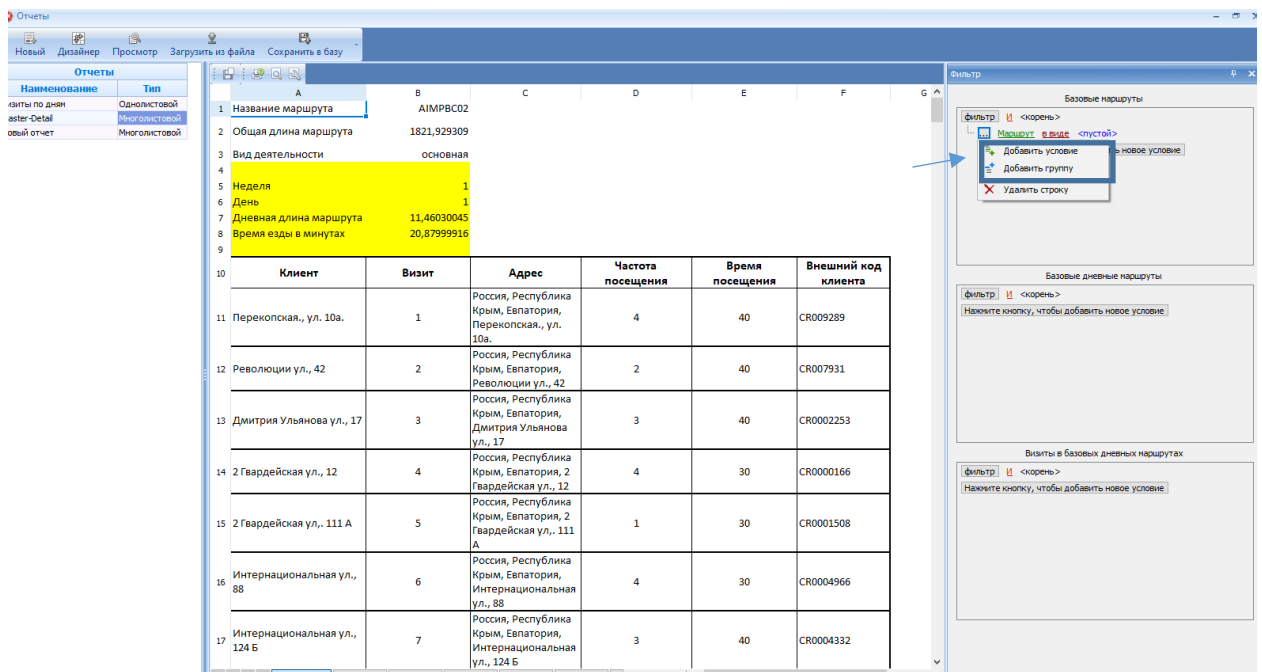 Отчеты
Новый Дизайнер Просмотр Загрузить из файла Сохранить в базу
Отчеты
Наименование Тип
изиты по дням Однолистовой
aster-Detail Многолистовой
овый отчет Многолистовой
A B C D E F G
1 Название маршрута AIMPBC02
2 Общая длина маршрута 1821,929309
3 Вид деятельности основная
4
5 Неделя 1
6 День 1
7 Дневная длина маршрута 11,46030045
8 Время езды в минутах 20,87999916
9
10 Клиент Визит Адрес Частота посещения Время посещения Внешний код клиента
11 Перекопская., ул. 10а. 1 Россия, Республика
Крым, Евпатория,
Перекопская., ул.
10а. 4 40 CR009289
12 Революции ул., 42 2 Россия, Республика
Крым, Евпатория,
Революции ул., 42 2 40 CR007931
13 Дмитрия Ульянова ул., 17 3 Россия, Республика
Крым, Евпатория,
Дмитрия Ульянова
ул., 17 3 40 CR0002253
14 2 Гвардейская ул., 12 4 Россия, Республика
Крым, Евпатория, 2
Гвардейская ул., 12 4 30 CR0000166
15 2 Гвардейская ул,. 111 А 5 Россия, Республика
Крым, Евпатория, 2
Гвардейская ул,. 111
А 1 30 CR0001508
16 Интернациональная ул.,
88 6 Россия, Республика
Крым, Евпатория,
Интернациональная
ул., 88 4 30 CR0004966
17 Интернациональная ул.,
124 Б 7 Россия, Республика
Крым, Евпатория,
Интернациональная
ул., 124 Б 3 40 CR0004332
Фильтр
Базовые маршруты
фильтр И <корень>
... Маршрут в виде <пустой>
Добавить условие
ь новое условие
Добавить группу
Удалить строку
Базовые дневные маршруты
фильтр И <корень>
Нажмите кнопку, чтобы добавить новое условие
Визиты в базовых дневных маршрутах
фильтр И <корень>
Нажмите кнопку, чтобы добавить новое условие